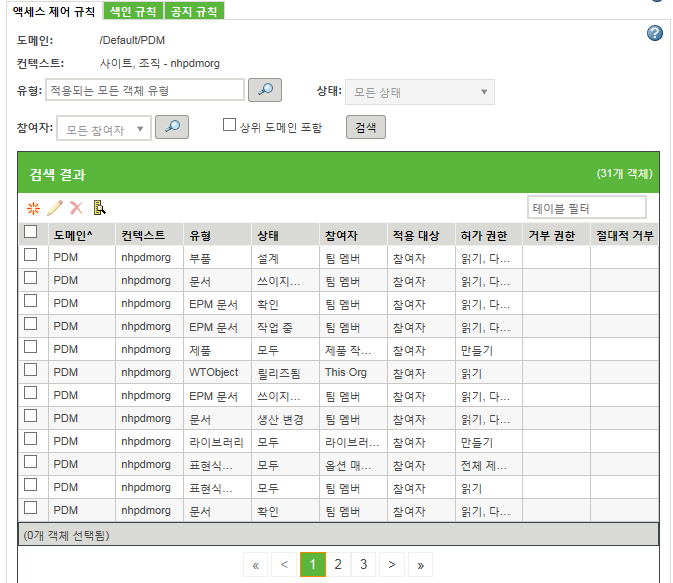 액세스 제어 규칙 색인 규칙 공지 규칙
도메인: /Default/PDM
컨텍스트: 사이트, 조직 - nhpdmorg
유형: 적용되는 모든 객체 유형 상태: 모든 상태
참여자: 모든 참여자 상위 도메인 포함 검색
검색 결과 (31개 객체)
테이블 필터
도메인^ 컨텍스트 유형 상태 참여자 적용 대상 허가 권한 거부 권한 절대적 거부
PDM nhpdmorg 부품 설계 팀 멤버 참여자 읽기, 다...
PDM nhpdmorg 문서 쓰이지... 팀 멤버 참여자 읽기, 다...
PDM nhpdmorg EPM 문서 확인 팀 멤버 참여자 읽기, 다...
PDM nhpdmorg EPM 문서 작업 중 팀 멤버 참여자 읽기, 다...
PDM nhpdmorg 제품 모두 제품 작... 참여자 만들기
PDM nhpdmorg WTObject 릴리즈됨 This Org 참여자 읽기
PDM nhpdmorg EPM 문서 쓰이지... 팀 멤버 참여자 읽기, 다...
PDM nhpdmorg 문서 생산 변경 팀 멤버 참여자 읽기, 다...
PDM nhpdmorg 라이브러리 모두 라이브러... 참여자 만들기
PDM nhpdmorg 표현식... 모두 옵션 매... 참여자 전체 제...
PDM nhpdmorg 표현식... 모두 팀 멤버 참여자 읽기
PDM nhpdmorg 문서 확인 팀 멤버 참여자 읽기, 다...
(0개 객체 선택됨)
« < 1 2 3 > »